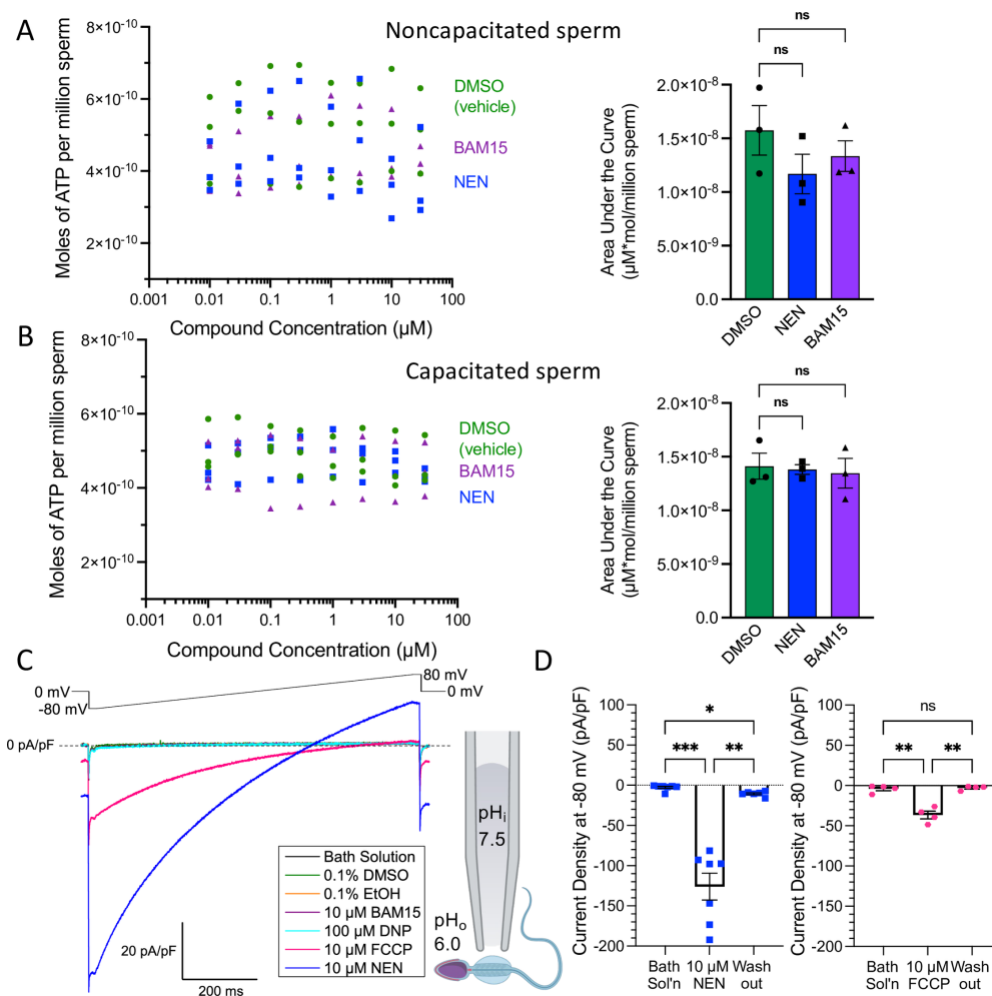 A
Noncapacitated sperm
Moles of ATP per million sperm
8×10-10
6×10-10
4×10-10
2×10-10
0.001
0.01
0.1
1
10
100
Compound Concentration (µM)
DMSO
(vehicle)
BAM15
NEN
Area Under the Curve
(µM*mol/million sperm)
2.0×10-8
1.5×10-8
1.0×10-8
5.0×10-9
0.0
ns
ns
DMSO
NEN
BAM15
B
Capacitated sperm
Moles of ATP per million sperm
8×10-10
6×10-10
4×10-10
2×10-10
0.001
0.01
0.1
1
10
100
Compound Concentration (µM)
DMSO
(vehicle)
BAM15
NEN
Area Under the Curve
(µM*mol/million sperm)
2.0×10-8
1.5×10-8
1.0×10-8
5.0×10-9
0.0
ns
ns
DMSO
NEN
BAM15
C
0 mV
-80 mV
80 mV
0 mV
0 pA/pF
20 pA/pF
200 ms
Bath Solution
0.1% DMSO
0.1% EtOH
10 µM BAM15
100 µM DNP
10 µM FCCP
10 µM NEN
pHi
7.5
pHo
6.0
D
Current Density at -80 mV (pA/pF)
100
50
0
-50
-100
-150
-200
*
***
**
Bath
Sol'n
10 µM
NEN
Wash
out
Current Density at -80 mV (pA/pF)
100
50
0
-50
-100
-150
-200
ns
**
**
Bath
Sol'n
10 µM
FCCP
Wash
out